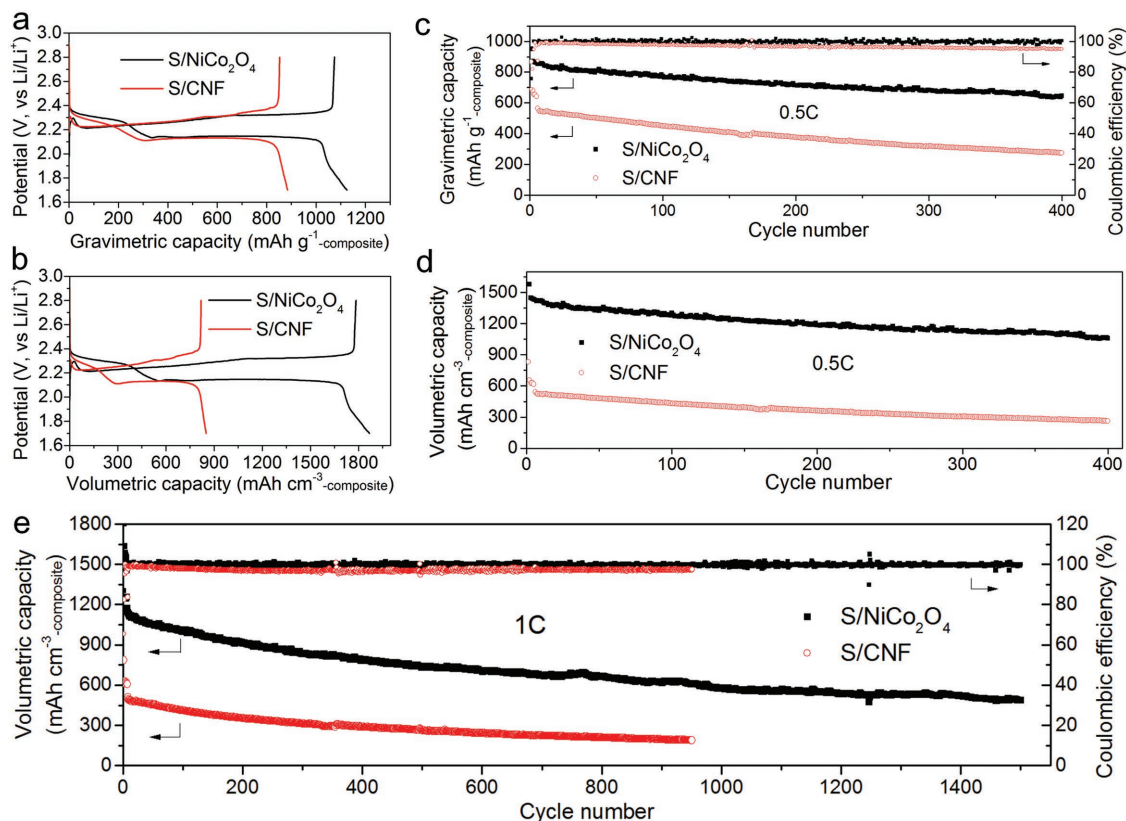 a
3.0
2.8
2.6
2.4
2.2
2.0
1.8
1.6
Potential (V, vs Li/Li⁺)
S/NiCo₂O₄
S/CNF
0 200 400 600 800 1000 1200
Gravimetric capacity (mAh g⁻¹-composite)
b
3.0
2.8
2.6
2.4
2.2
2.0
1.8
1.6
Potential (V, vs Li/Li⁺)
S/NiCo₂O₄
S/CNF
0 300 600 900 1200 1500 1800
Volumetric capacity (mAh cm⁻³-composite)
c
1000
800
600
400
200
0
Gravimetric capacity
(mAh g⁻¹-composite)
0.5C
S/NiCo₂O₄
S/CNF
100
80
60
40
20
0
Coulombic efficiency (%)
0 100 200 300 400
Cycle number
d
1500
1200
900
600
300
0
Volumetric capacity
(mAh cm⁻³-composite)
S/NiCo₂O₄
S/CNF
0.5C
0 100 200 300 400
Cycle number
e
1800
1500
1200
900
600
300
0
Volumetric capacity
(mAh cm⁻³-composite)
1C
S/NiCo₂O₄
S/CNF
120
100
80
60
40
20
0
Coulombic efficiency (%)
0 200 400 600 800 1000 1200 1400
Cycle number